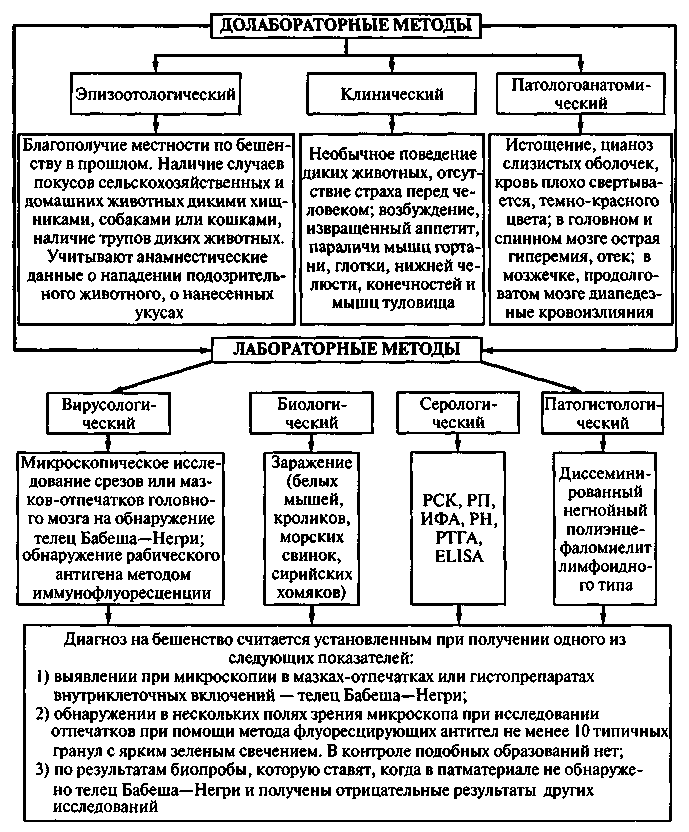 ДОЛАБОРАТОРНЫЕ МЕТОДЫ
Эпизоотологический
Благополучие местности по бешен-
ству в прошлом. Наличие случаев
покусов сельскохозяйственных и
домашних животных дикими хищ-
никами, собаками или кошками,
наличие трупов диких животных.
Учитывают анамнестические
данные о нападении подозритель-
ного животного, о нанесенных
укусах
Клинический
Необычное поведение
диких животных, отсут-
ствие страха перед че-
ловеком; возбуждение,
извращенный аппетит,
параличи мышц горта-
ни, глотки, нижней че-
люсти, конечностей и
мышц туловища
Патологоанатоми-
ческий
Истощение, цианоз
слизистых оболочек,
кровь плохо свертыва-
ется, темно-красного
цвета; в головном и
спинном мозге острая
гиперемия, отек; в
мозжечке, продолго-
ватом мозге диапедез-
ные кровоизлияния
ЛАБОРАТОРНЫЕ МЕТОДЫ
Вирусологи-
ческий
Микроскопическое иссле-
дование срезов или маз-
ков-отпечатков головно-
го мозга на обнаружение
телец Бабеша—Негри;
обнаружение рабического
антигена методом
иммунофлуоресценции
Биологи-
ческий
Заражение
(белых
мышей,
кроликов,
морских
свинок,
сирийских
хомяков)
Серологи-
ческий
РСК, РП,
ИФА, РН,
РТГА,
ELISA
Патогистологи-
ческий
Диссемини-
рованный
негнойный
полиэнце-
фаломиелит
лимфоидно-
го типа
Диагноз на бешенство считается установленным при получении одного из
следующих показателей:
1) выявлении при микроскопии в мазках-отпечатках или гистопрепаратах
внутриклеточных включений — телец Бабеша—Негри;
2) обнаружении в нескольких полях зрения микроскопа при исследовании
отпечатков при помощи метода флуоресцирующих антител не менее 10 типичных
гранул с ярким зеленым свечением. В контроле подобных образований нет;
3) по результатам биопробы, которую ставят, когда в патматериале не обнаруже-
но телец Бабеша—Негри и получены отрицательные результаты других
исследований